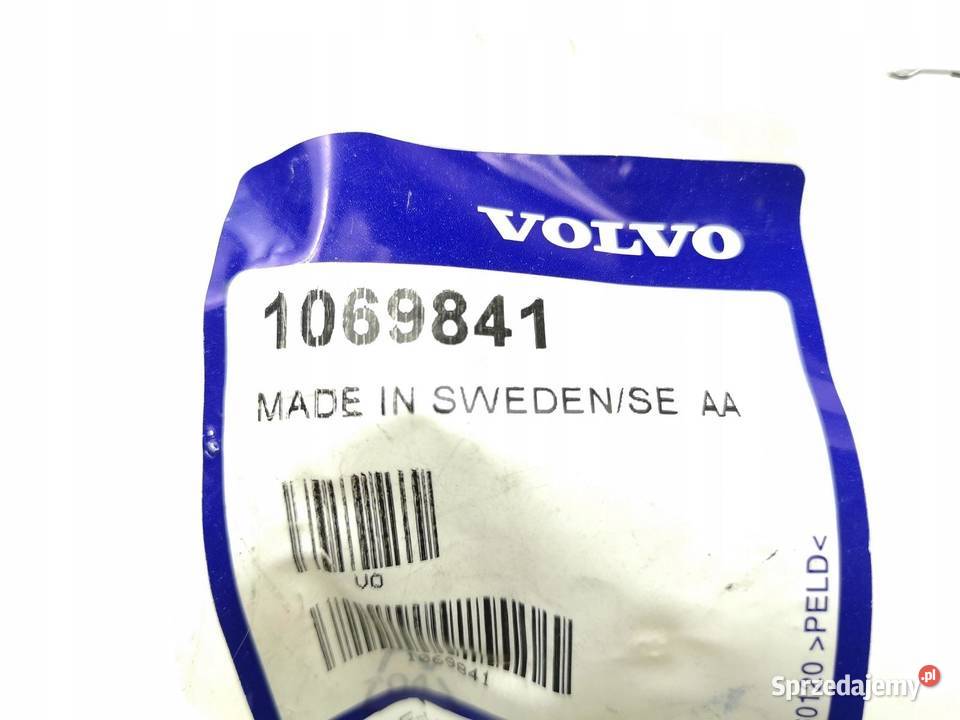 VOLVO
1069841
MADE IN SWEDEN/SE AA
VO
1069841
>PELD<
Sprzedajemy.pl